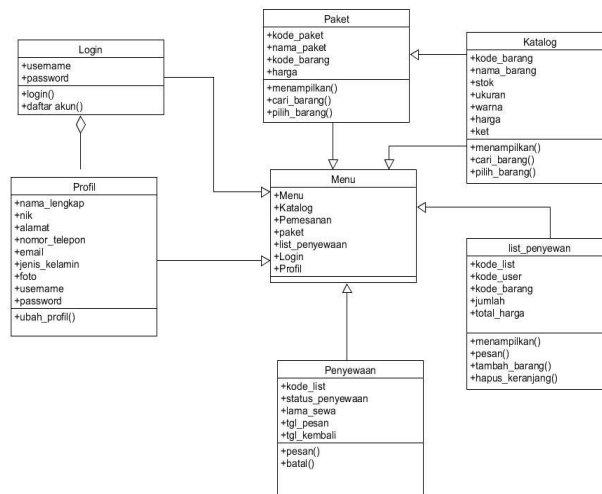 Login
+username
+password
+login()
+daftar akun()
Paket
+kode_paket
+nama_paket
+kode_barang
+harga
+menampilkan()
+cari_barang()
+pilih_barang()
Katalog
+kode_barang
+nama_barang
+stok
+ukuran
+warna
+harga
+ket
+menampilkan()
+cari_barang()
+pilih_barang()
Profil
+nama_lengkap
+nik
+alamat
+nomor_telepon
+email
+jenis_kelamin
+foto
+username
+password
+ubah_profil()
Menu
+Menu
+Katalog
+Pemesanan
+paket
+list_penyewaan
+Login
+Profil
list_penyewan
+kode_list
+kode_user
+kode_barang
+jumlah
+total_harga
+menampilkan()
+pesan()
+tambah_barang()
+hapus_keranjang()
Penyewaan
+kode_list
+status_penyewaan
+lama_sewa
+tgl_pesan
+tgl_kembali
+pesan()
+batal()